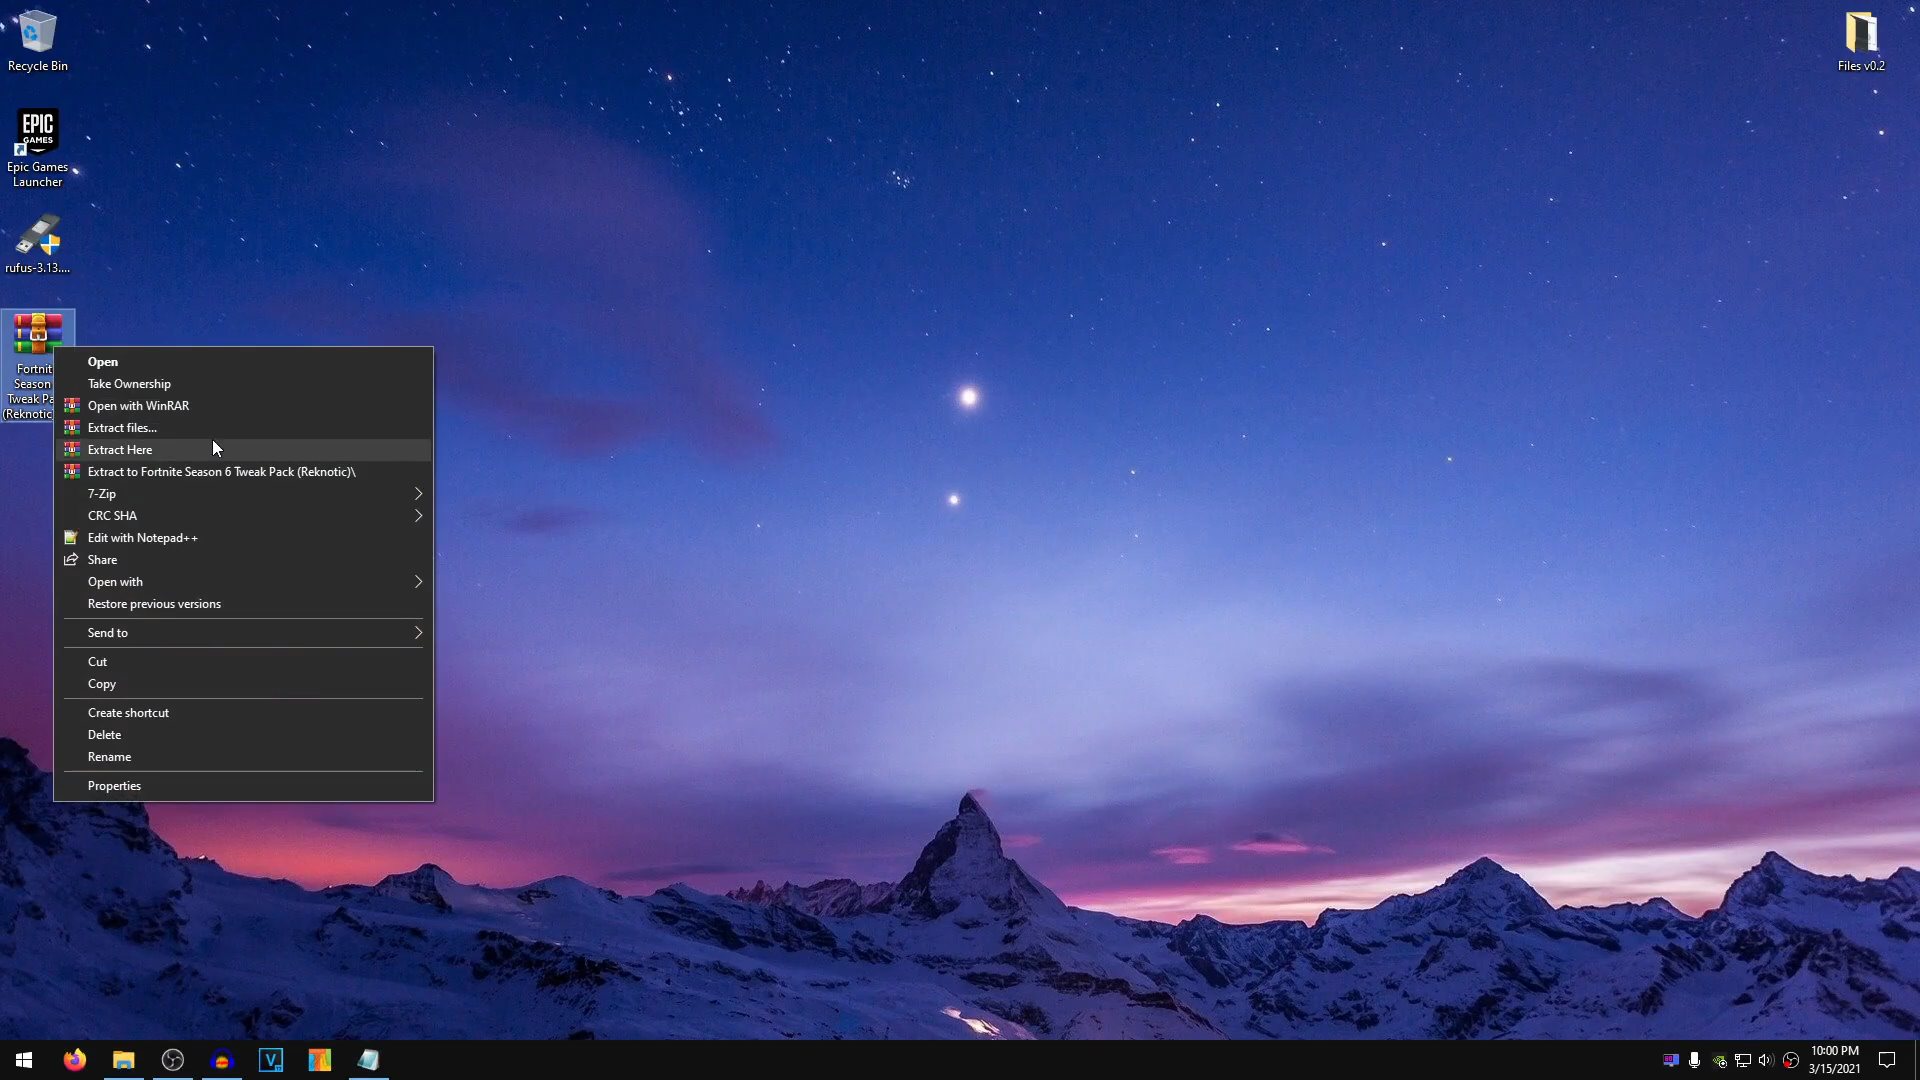 Recycle Bin
Files v0.2
EPIC
GAMES
Epic Games
Launcher
rufus-3.13....
Fortnit
Season
Tweak Pa
(Reknotic
Open
Take Ownership
Open with WinRAR
Extract files...
Extract Here
Extract to Fortnite Season 6 Tweak Pack (Reknotic)\
7-Zip
CRC SHA
Edit with Notepad++
Share
Open with
Restore previous versions
Send to
Cut
Copy
Create shortcut
Delete
Rename
Properties
10:00 PM
3/15/2021